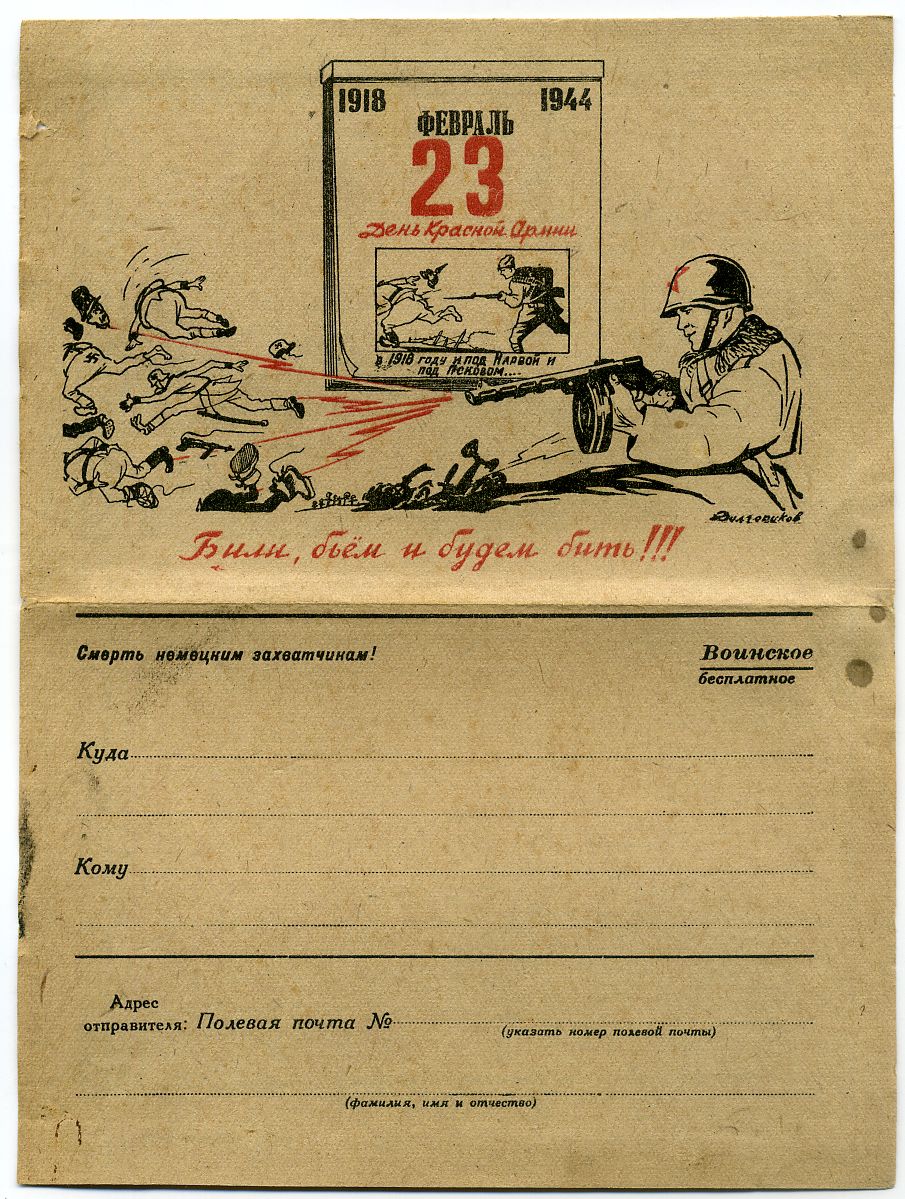 1918 1944
ФЕВРАЛЬ
23
День Красной Армии
в 1918 году и под Нарвой и
под Псковом...
Долгоруков
Били, бьём и будем бить!!!
Смерть немецким захватчикам!
Воинское
бесплатное
Куда
Кому
Адрес
отправителя: Полевая почта №
(указать номер полевой почты)
(фамилия, имя и отчество)